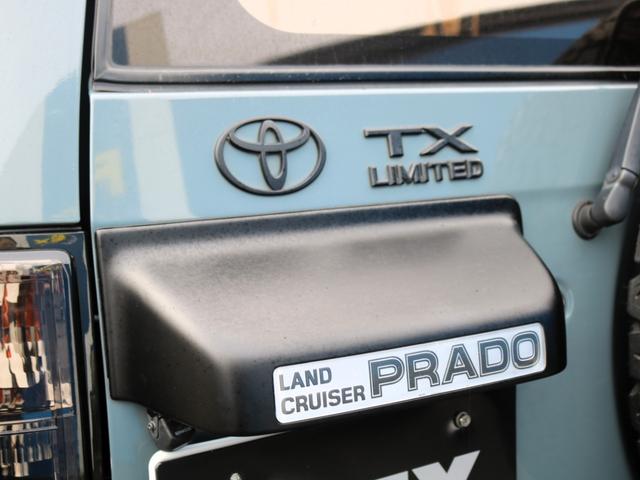 TX
LIMITED
LAND
CRUISER
PRADO